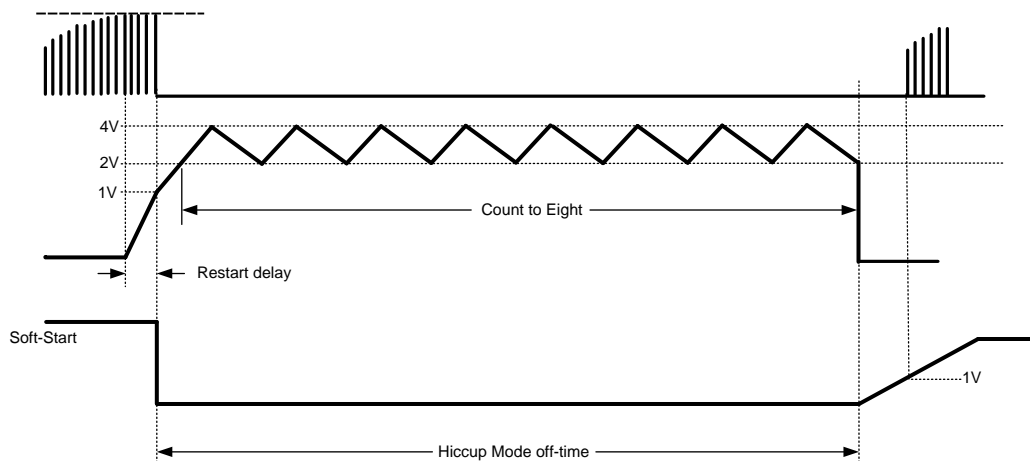 4V
2V
1V
Count to Eight
Restart delay
Soft-Start
1V
Hiccup Mode off-time